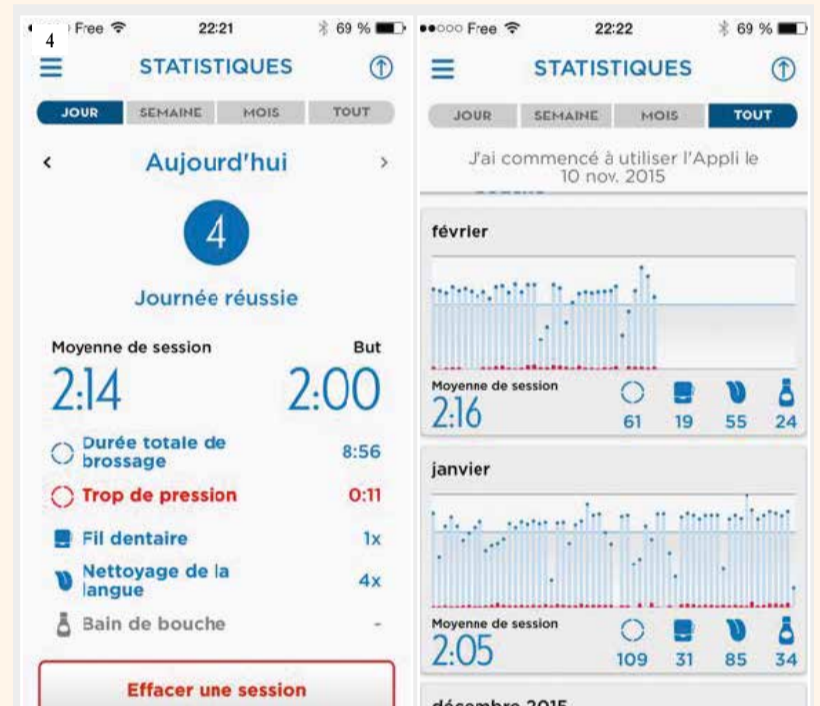 4
Free 22:21 69 %
STATISTIQUES
JOUR SEMAINE MOIS TOUT
< Aujourd'hui >
4
Journée réussie
Moyenne de session But
2:14 2:00
Durée totale de
brossage 8:56
Trop de pression 0:11
Fil dentaire 1x
Nettoyage de la
langue 4x
Bain de bouche -
Effacer une session
Free 22:22 69 %
STATISTIQUES
JOUR SEMAINE MOIS TOUT
J'ai commencé à utiliser l'Appli le
10 nov. 2015
février
Moyenne de session
2:16 61 19 55 24
janvier
Moyenne de session
2:05 109 31 85 34
décembre 2015